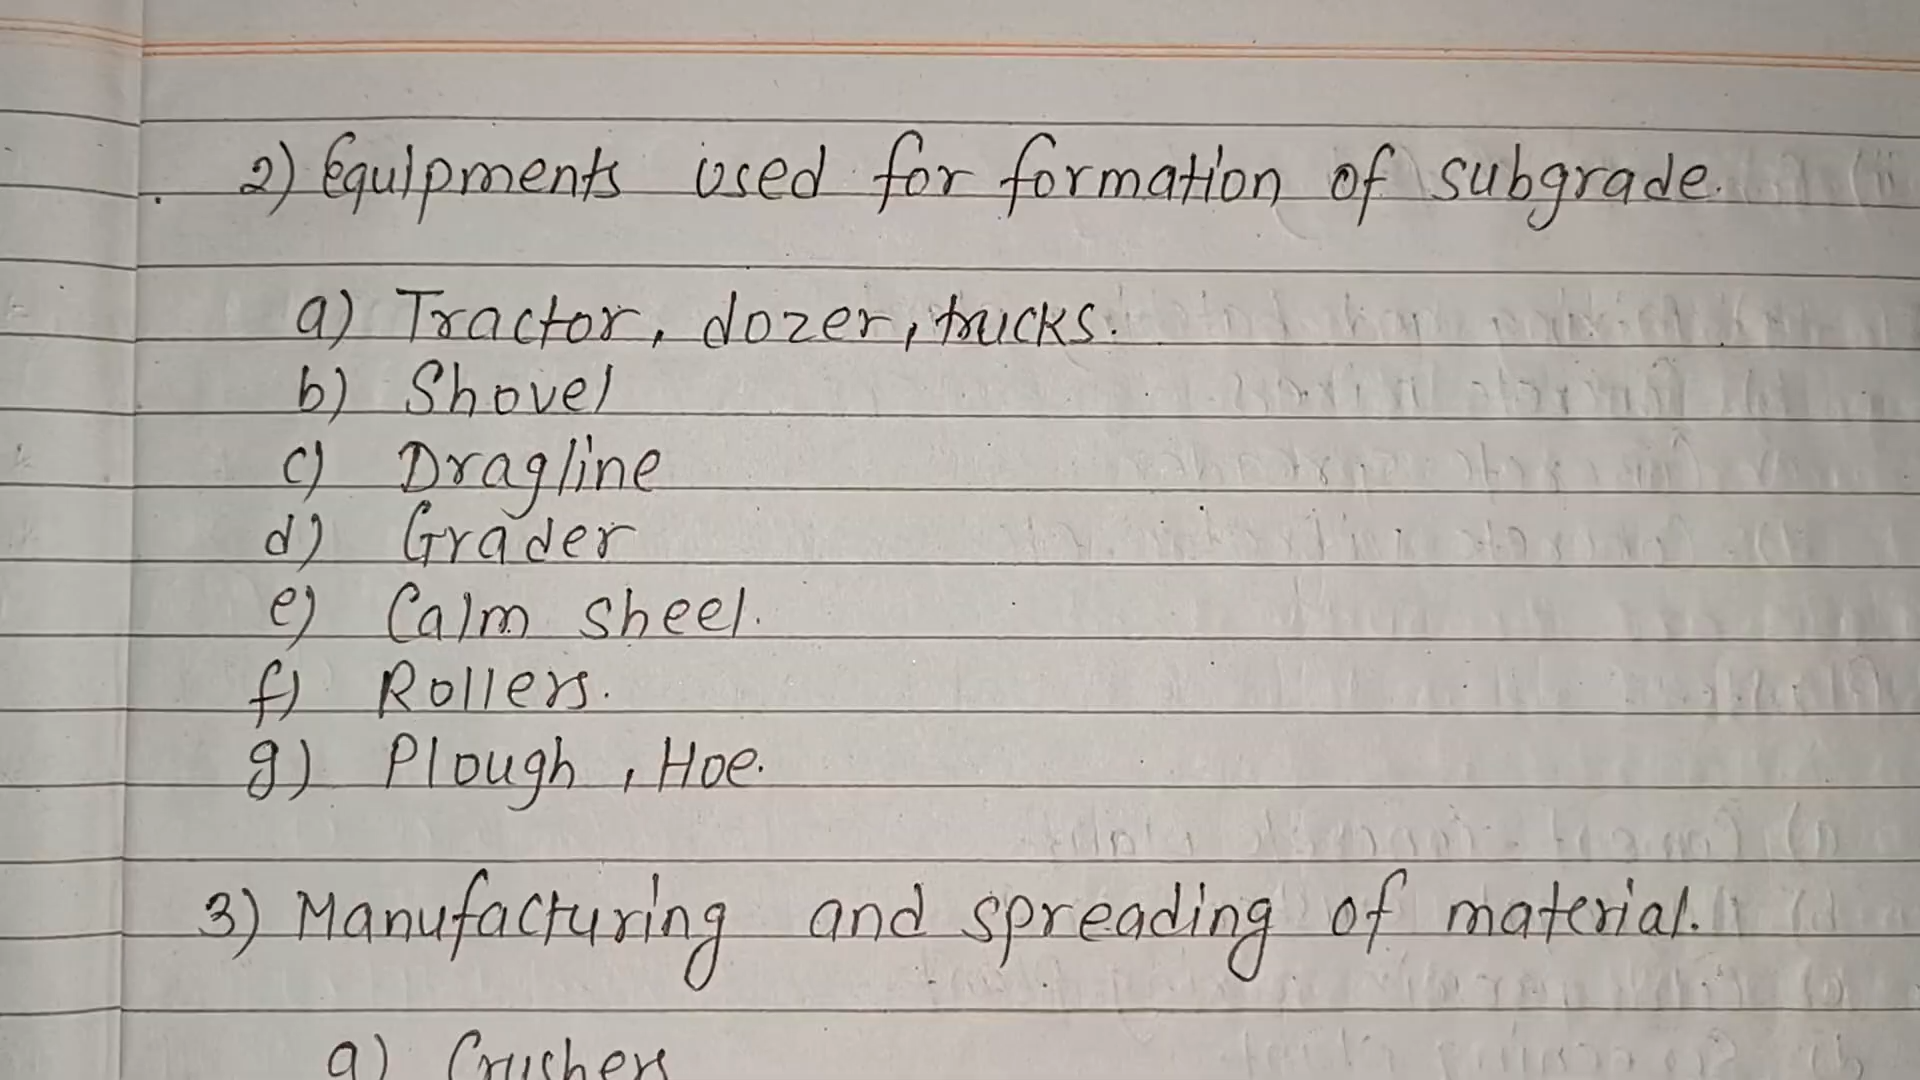 2) Equipments used for formation of subgrade.
a) Tractor, dozer, trucks.
b) Shovel
c) Dragline
d) Grader
e) Calm sheel.
f) Rollers.
g) Plough, Hoe.
3) Manufacturing and spreading of material.
a) Crushers